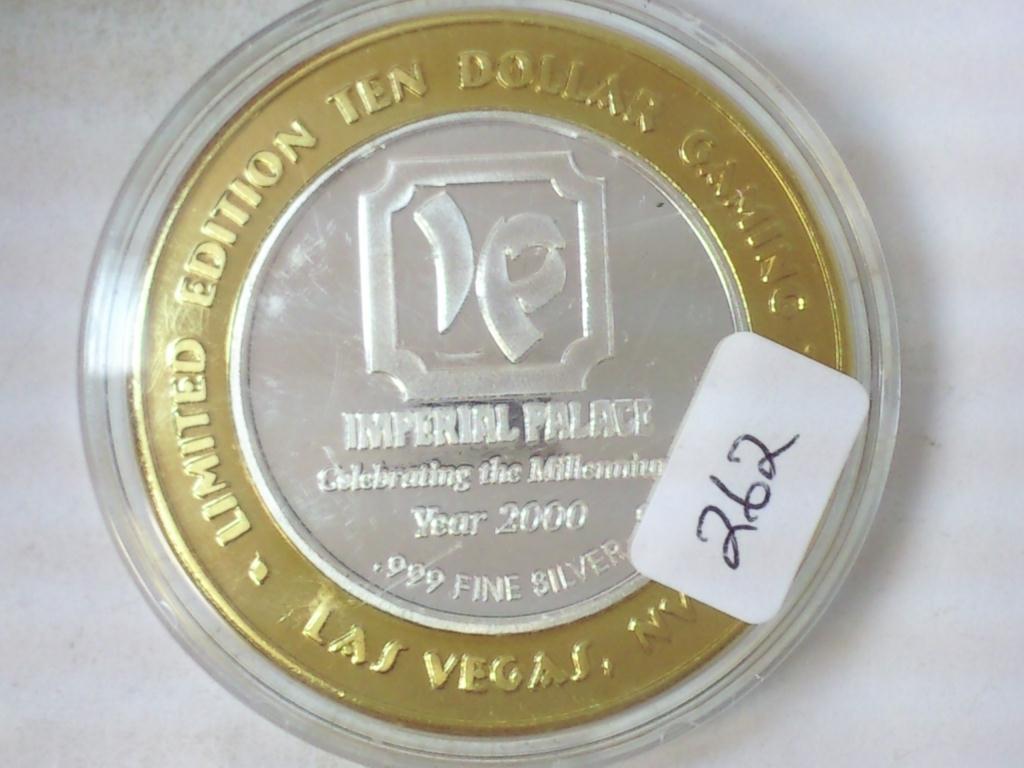 LIMITED EDITION TEN DOLLAR GAMING
IP
IMPERIAL PALACE
Celebrating the
Year 2000
.999 FINE SILVER
LAS VEGAS,
262